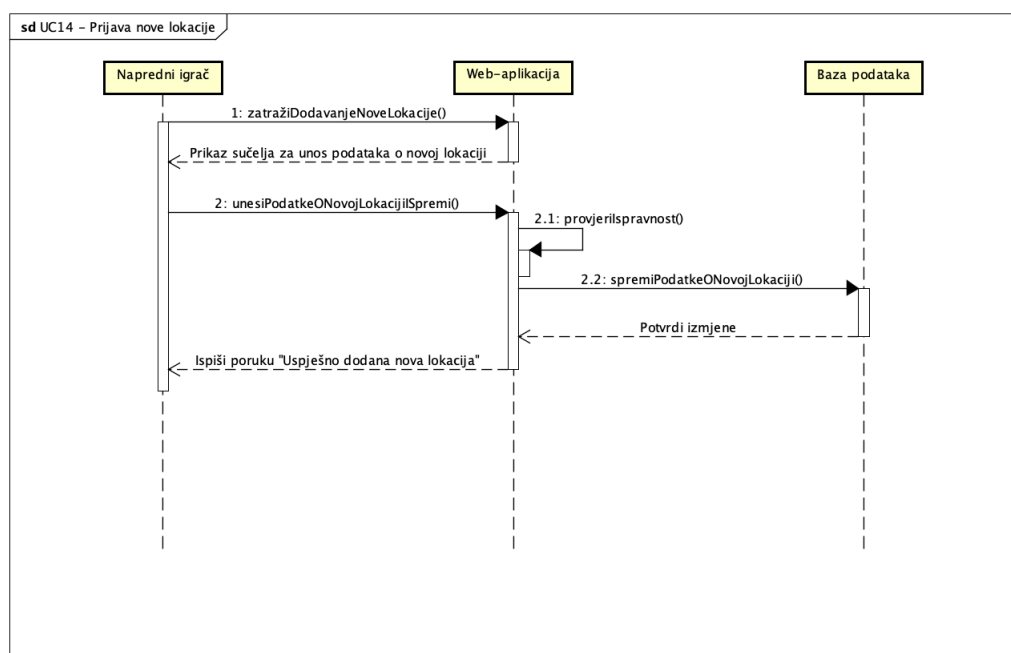 sd UC14 – Prijava nove lokacije
Napredni igrač
Web-aplikacija
Baza podataka
1: zatražiDodavanjeNoveLokacije()
Prikaz sučelja za unos podataka o novoj lokaciji
2: unesiPodatkeONovojLokacijiISpremi()
2.1: provjeriIspravnost()
2.2: spremiPodatkeONovojLokaciji()
Potvrdi izmjene
Ispiši poruku "Uspješno dodana nova lokacija"